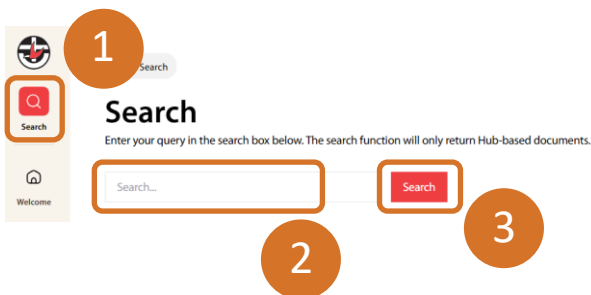 1
Search
Search
Search
Enter your query in the search box below. The search function will only return Hub-based documents.
Search...
Search
Welcome
2
3